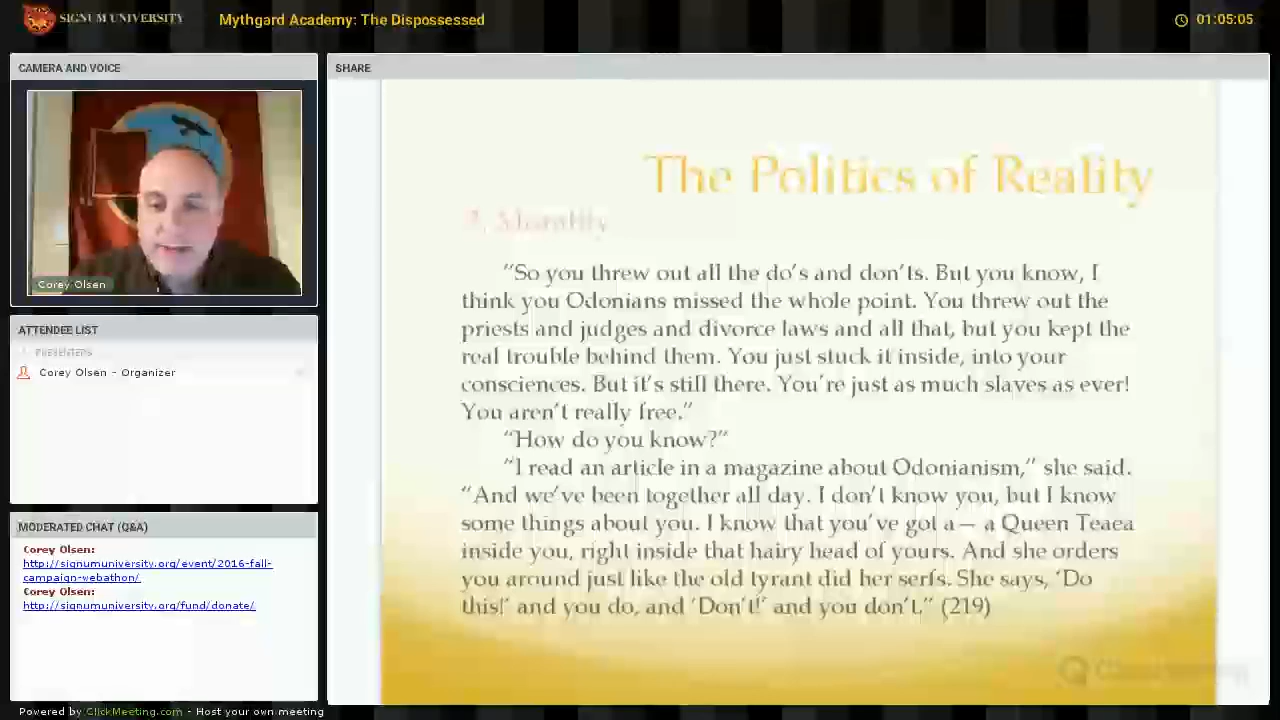 SIGNUM UNIVERSITY
Mythgard Academy: The Dispossessed
01:05:05
CAMERA AND VOICE
Corey Olsen
ATTENDEE LIST
PRESENTERS
Corey Olsen - Organizer
MODERATED CHAT (Q&A)
Corey Olsen:
http://signumuniversity.org/event/2016-fall-
campaign-webathon/
Corey Olsen:
http://signumuniversity.org/fund/donate/
SHARE
The Politics of Reality
Identity
“So you threw out all the do’s and don’ts. But you know, I
think you Odonians missed the whole point. You threw out the
priests and judges and divorce laws and all that, but you kept the
real trouble behind them. You just stuck it inside, into your
consciences. But it’s still there. You’re just as much slaves as ever!
You aren’t really free.”
“How do you know?”
“I read an article in a magazine about Odonianism,” she said.
“And we’ve been together all day. I don’t know you, but I know
some things about you. I know that you’ve got a — a Queen Teaea
inside you, right inside that hairy head of yours. And she orders
you around just like the old tyrant did her serfs. She says, ‘Do
this!’ and you do, and ‘Don’t!’ and you don’t.” (219)
ClickMeeting
Powered by ClickMeeting.com - Host your own meeting